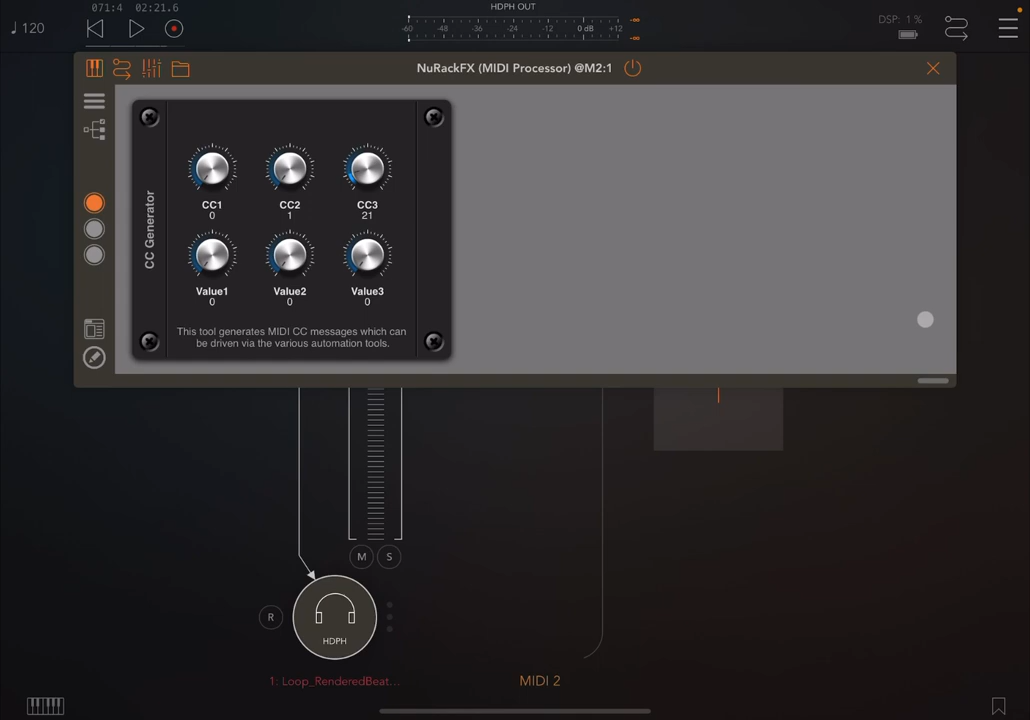 071:4 02:21.6
♩120
HDPH OUT
-60 -48 -36 -24 -12 0 dB +12
-∞
-∞
DSP: 1 %
NuRackFX (MIDI Processor) @M2:1
CC Generator
CC1 CC2 CC3
0 1 21
Value1 Value2 Value3
0 0 0
This tool generates MIDI CC messages which can
be driven via the various automation tools.
M S
R
HDPH
1: Loop_RenderedBeat...
MIDI 2